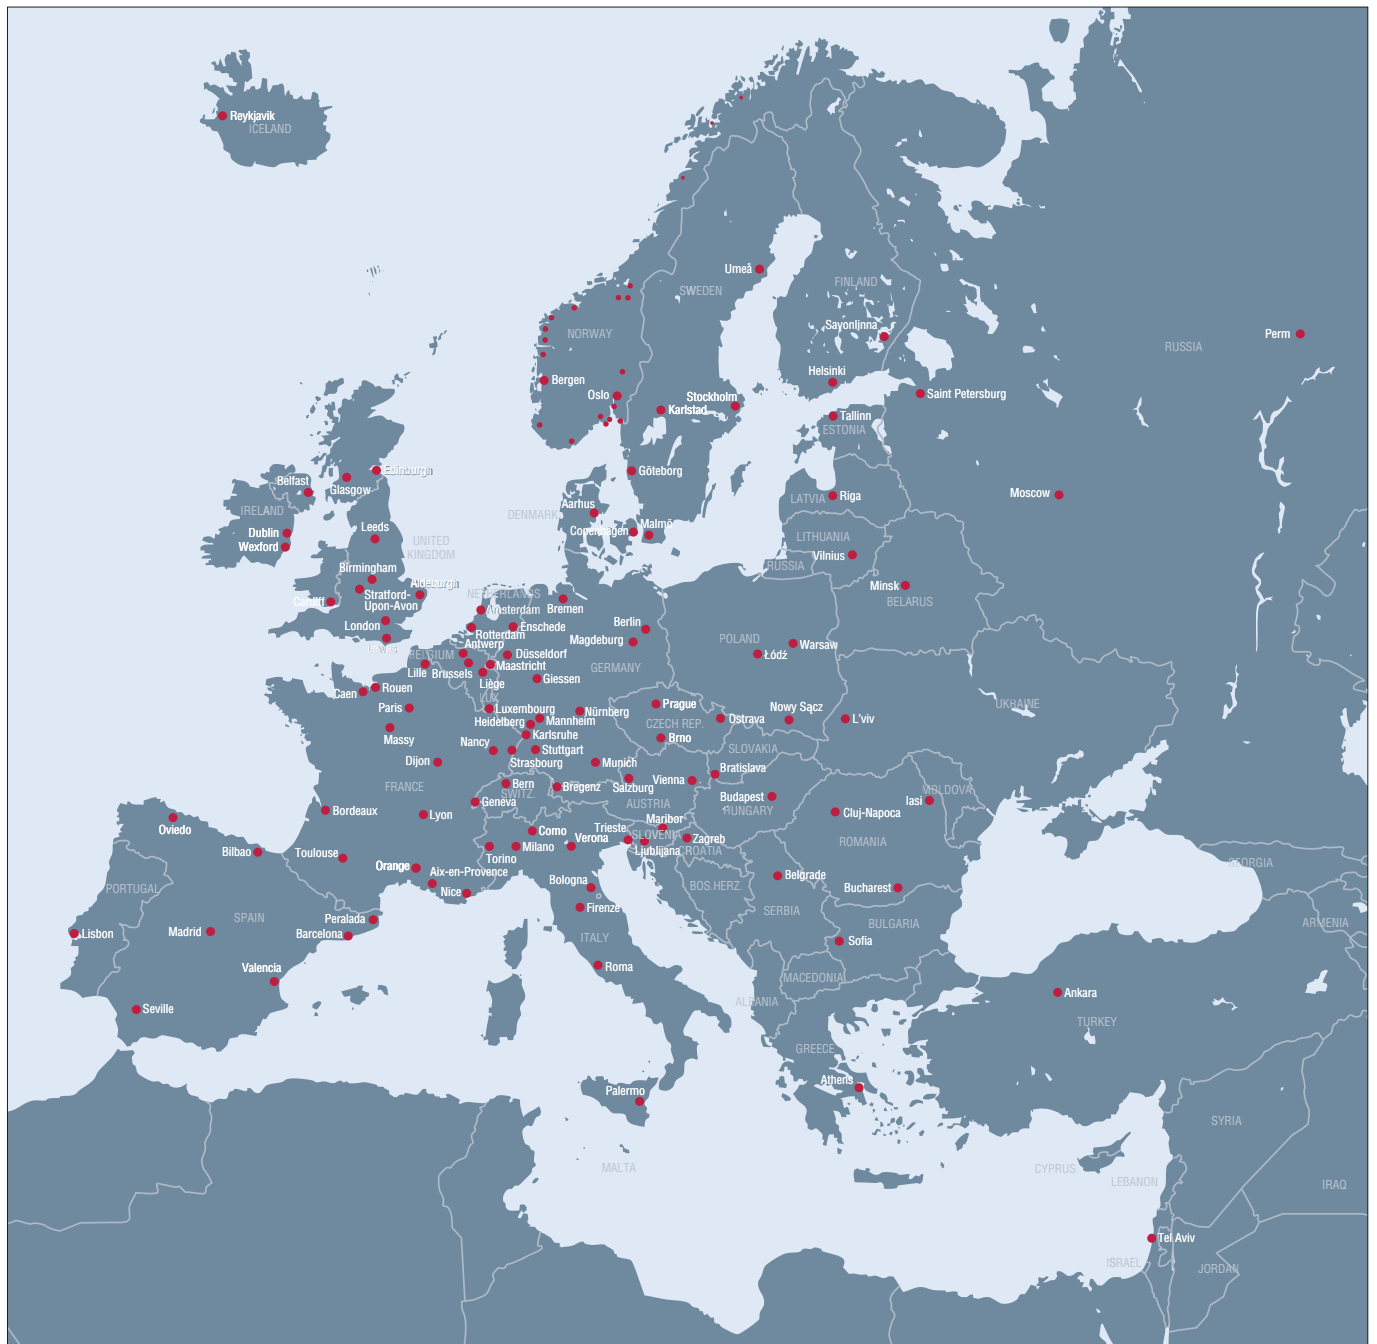 Reykjavik
ICELAND
Umeå
SWEDEN
FINLAND
Savonlinna
NORWAY
Perm
RUSSIA
Bergen
Oslo
Helsinki
Stockholm
Karlstad
Saint Petersburg
Tallinn
ESTONIA
Göteborg
Edinburgh
Glasgow
Belfast
IRELAND
Dublin
Wexford
Leeds
UNITED
KINGDOM
DENMARK
Aarhus
Copenhagen
Malmö
LATVIA
Riga
Moscow
LITHUANIA
Vilnius
RUSSIA
Minsk
BELARUS
Birmingham
Stratford-
Upon-Avon
Aldeburgh
Cardiff
London
Lewes
NETHERLANDS
Amsterdam
Rotterdam
Enschede
Bremen
Berlin
Magdeburg
POLAND
Warsaw
Łódź
BELGIUM
Antwerp
Lille
Brussels
Maastricht
Liège
Düsseldorf
Giessen
GERMANY
LUX.
Luxembourg
Caen
Rouen
Paris
Massy
Heidelberg
Mannheim
Karlsruhe
Nürnberg
Prague
CZECH REP.
Brno
Ostrava
Nowy Sącz
L'viv
UKRAINE
Nancy
Strasbourg
Stuttgart
Munich
SLOVAKIA
Bratislava
Dijon
FRANCE
Bern
SWITZ.
Geneva
Bregenz
Salzburg
Vienna
AUSTRIA
Budapest
HUNGARY
Iasi
MOLDOVA
Cluj-Napoca
ROMANIA
Bordeaux
Lyon
Como
Milano
Torino
Verona
Trieste
Maribor
SLOVENIA
Ljublijana
Zagreb
CROATIA
Oviedo
Bilbao
Toulouse
Orange
Aix-en-Provence
Nice
Bologna
Firenze
BOS.HERZ.
Belgrade
SERBIA
Bucharest
BULGARIA
Sofia
GEORGIA
ARMENIA
PORTUGAL
SPAIN
Lisbon
Madrid
Peralada
Barcelona
Valencia
Seville
ITALY
Roma
MACEDONIA
ALBANIA
GREECE
Athens
Ankara
TURKEY
Palermo
MALTA
CYPRUS
LEBANON
SYRIA
IRAQ
Tel Aviv
ISRAEL
JORDAN